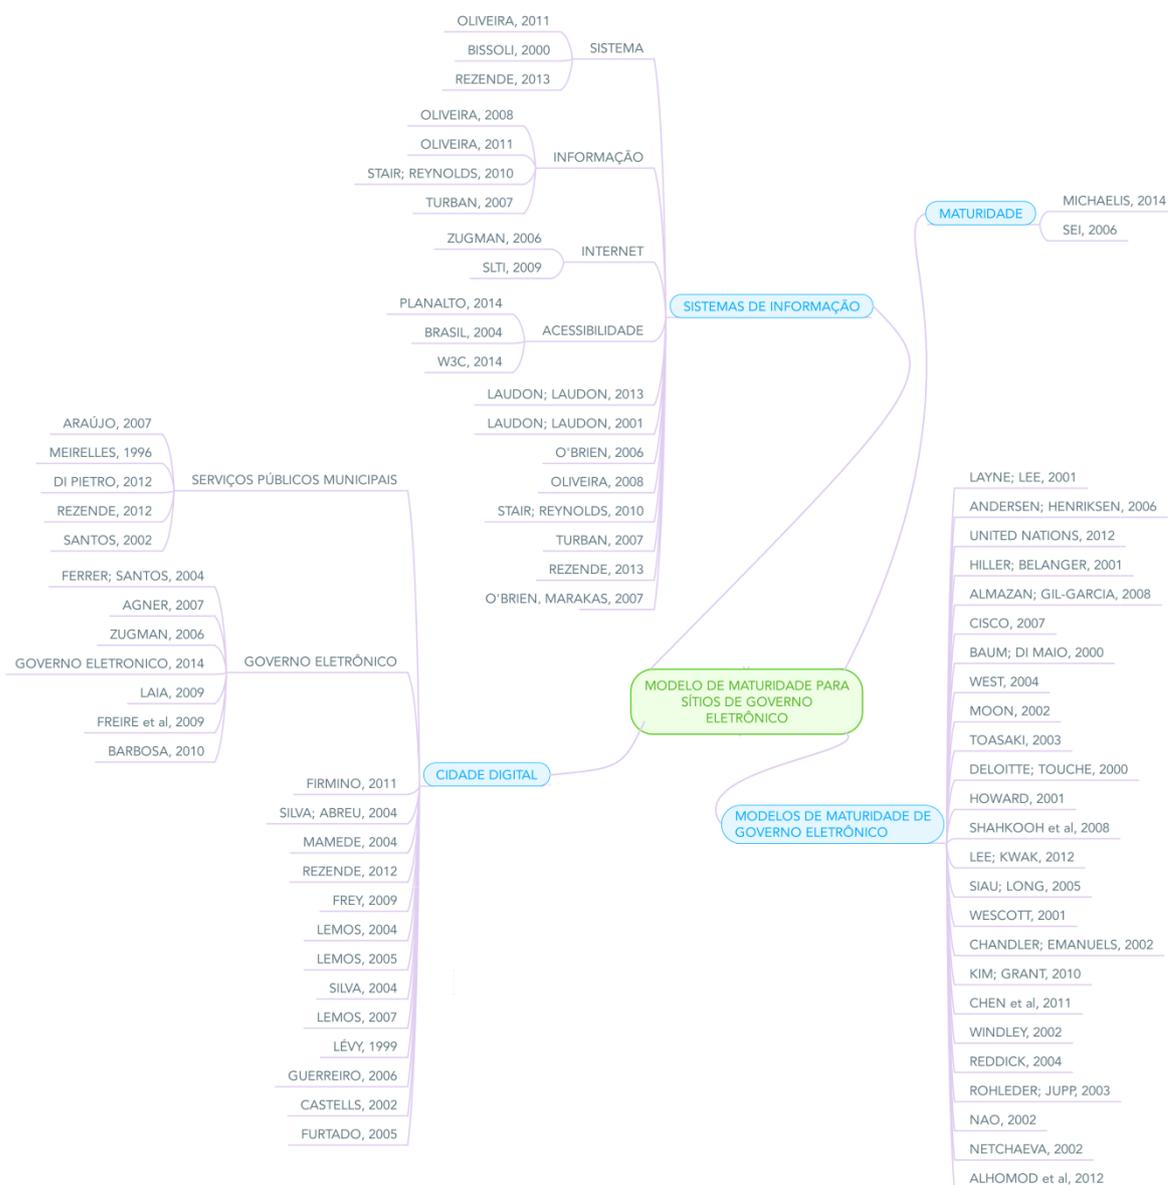 OLIVEIRA, 2011
BISSOLI, 2000
REZENDE, 2013
SISTEMA
OLIVEIRA, 2008
OLIVEIRA, 2011
STAIR; REYNOLDS, 2010
TURBAN, 2007
INFORMAÇÃO
ZUGMAN, 2006
SLTI, 2009
INTERNET
PLANALTO, 2014
BRASIL, 2004
W3C, 2014
ACESSIBILIDADE
LAUDON; LAUDON, 2013
LAUDON; LAUDON, 2001
O'BRIEN, 2006
OLIVEIRA, 2008
STAIR; REYNOLDS, 2010
TURBAN, 2007
REZENDE, 2013
O'BRIEN. MARAKAS, 2007
SISTEMAS DE INFORMAÇÃO
MATURIDADE
MICHAELIS, 2014
SEI, 2006
ARAÚJO, 2007
MEIRELLES, 1996
DI PIETRO, 2012
REZENDE, 2012
SANTOS, 2002
SERVIÇOS PÚBLICOS MUNICIPAIS
FERRER; SANTOS, 2004
AGNER, 2007
ZUGMAN, 2006
GOVERNO ELETRONICO, 2014
LAIA, 2009
FREIRE et al, 2009
BARBOSA, 2010
GOVERNO ELETRÔNICO
FIRMINO, 2011
SILVA; ABREU, 2004
MAMEDE, 2004
REZENDE, 2012
FREY, 2009
LEMOS, 2004
LEMOS, 2005
SILVA, 2004
LEMOS, 2007
LÉVY, 1999
GUERREIRO, 2006
CASTELLS, 2002
FURTADO, 2005
CIDADE DIGITAL
MODELO DE MATURIDADE PARA
SÍTIOS DE GOVERNO
ELETRÔNICO
MODELOS DE MATURIDADE DE
GOVERNO ELETRÔNICO
LAYNE; LEE, 2001
ANDERSEN; HENRIKSEN, 2006
UNITED NATIONS, 2012
HILLER; BELANGER, 2001
ALMAZAN; GIL-GARCIA, 2008
CISCO, 2007
BAUM; DI MAIO, 2000
WEST, 2004
MOON, 2002
TOASAKI, 2003
DELOITTE; TOUCHE, 2000
HOWARD, 2001
SHAHKOOH et al, 2008
LEE; KWAK, 2012
SIAU; LONG, 2005
WESCOTT, 2001
CHANDLER; EMANUELS, 2002
KIM; GRANT, 2010
CHEN et al, 2011
WINDLEY, 2002
REDDICK, 2004
ROHLEDER; JUPP, 2003
NAO, 2002
NETCHAEVA, 2002
ALHOMOD et al, 2012